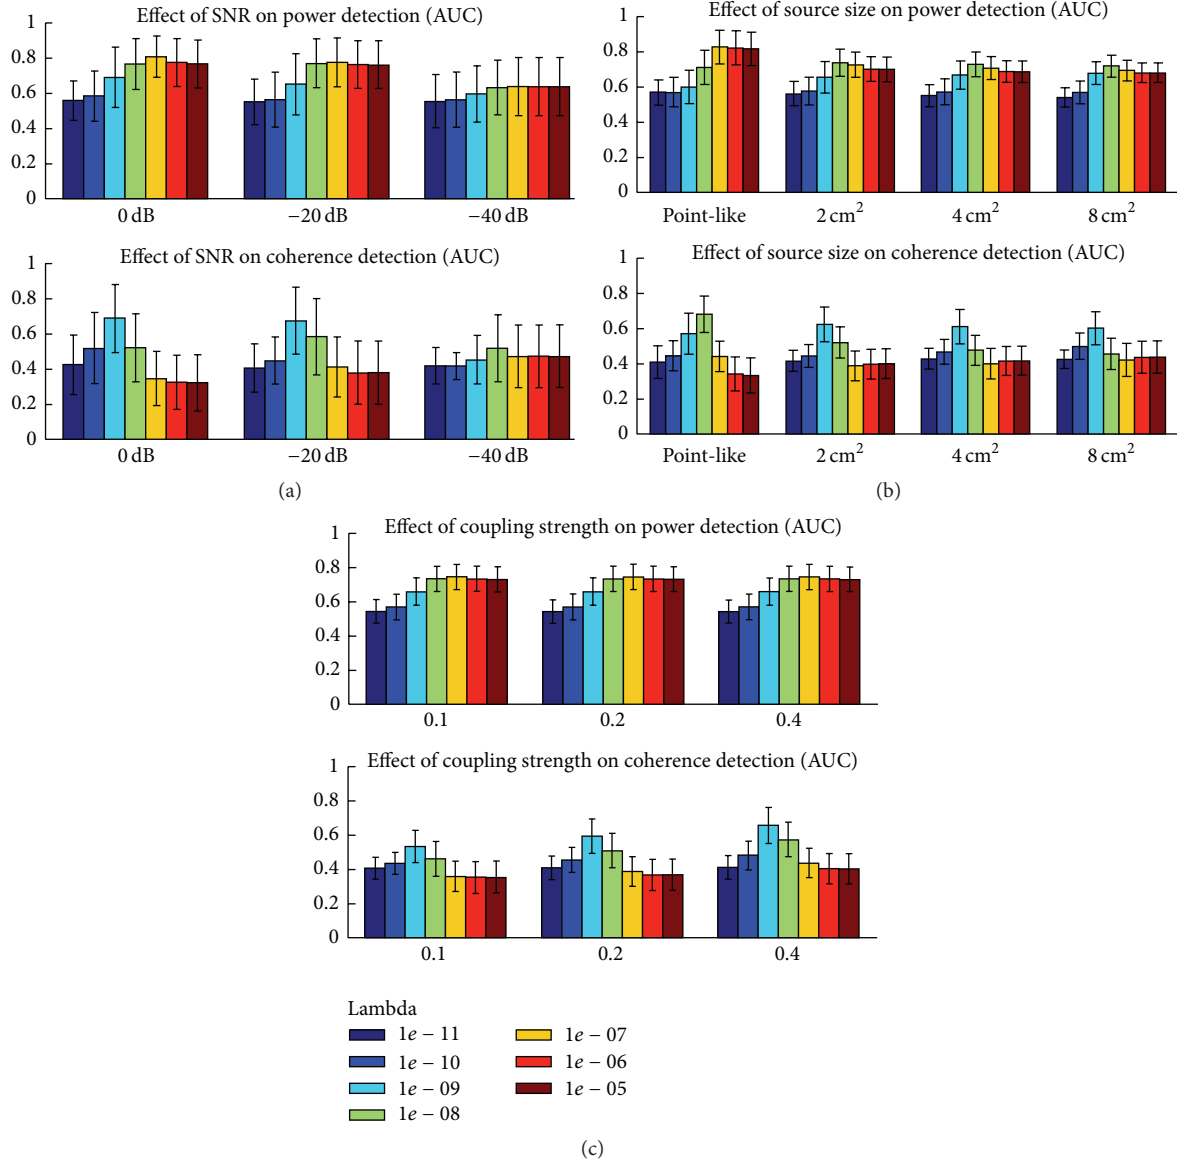 Effect of SNR on power detection (AUC)
1
0.8
0.6
0.4
0.2
0
0 dB
−20 dB
−40 dB
Effect of SNR on coherence detection (AUC)
1
0.8
0.6
0.4
0.2
0
0 dB
−20 dB
−40 dB
(a)
Effect of source size on power detection (AUC)
1
0.8
0.6
0.4
0.2
0
Point-like
2 cm²
4 cm²
8 cm²
Effect of source size on coherence detection (AUC)
1
0.8
0.6
0.4
0.2
0
Point-like
2 cm²
4 cm²
8 cm²
(b)
Effect of coupling strength on power detection (AUC)
1
0.8
0.6
0.4
0.2
0
0.1
0.2
0.4
Effect of coupling strength on coherence detection (AUC)
1
0.8
0.6
0.4
0.2
0
0.1
0.2
0.4
Lambda
1e − 11
1e − 10
1e − 09
1e − 08
1e − 07
1e − 06
1e − 05
(c)